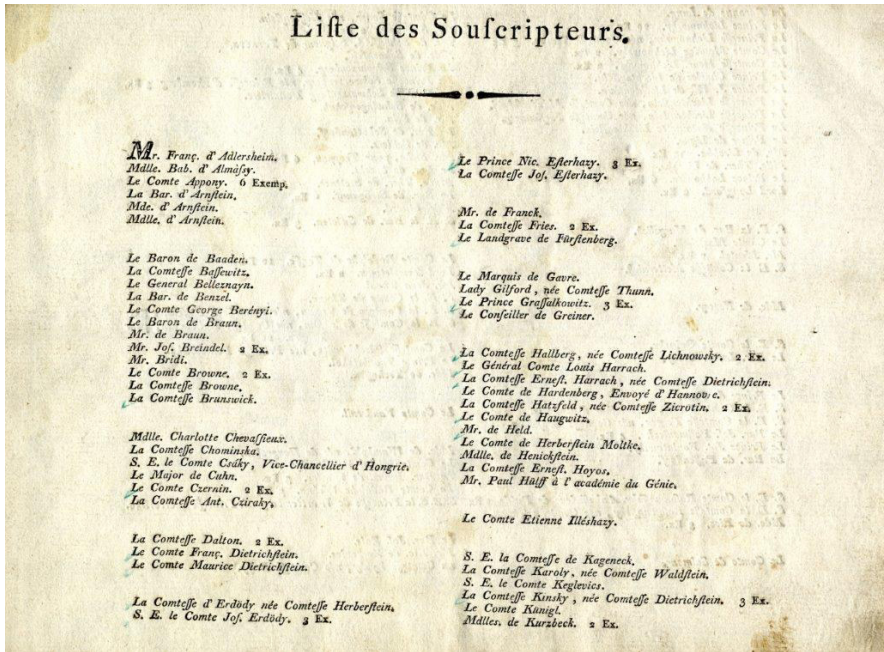 Liſte des Souſcripteurs.
Mr. Franç. d'Adlersheim.
Mdlle. Bab. d'Almáſsy.
Le Comte Appony. 6 Exemp.
La Bar. d'Arnſtein.
Mde. d'Arnſtein.
Mdlle. d'Arnſtein.
Le Baron de Baaden.
La Comteſſe Baſſewitz.
Le General Belleznayn.
La Bar. de Benzel.
Le Comte George Berényi.
Le Baron de Braun.
Mr. de Braun.
Mr. Joſ. Breindel. 2 Ex.
Mr. Bridi.
Le Comte Browne. 2 Ex.
La Comteſſe Browne.
La Comteſſe Brunswick.
Mdlle. Charlotte Chevaſſieux.
La Comteſſe Chominska.
S. E. le Comte Csáky, Vice-Chancellier d'Hongrie.
Le Major de Cuhn.
Le Comte Czernin. 2 Ex.
La Comteſſe Ant. Cziraky.
La Comteſſe Dalton. 2 Ex.
Le Comte Franç. Dietrichſtein.
Le Comte Maurice Dietrichſtein.
La Comteſſe d'Erdödy née Comteſſe Herberſtein.
S. E. le Comte Joſ. Erdödy. 3 Ex.
Le Prince Nic. Eſterhazy. 3 Ex.
La Comteſſe Joſ. Eſterhazy.
Mr. de Franck.
La Comteſſe Fries. 2 Ex.
Le Landgrave de Fürſtenberg.
Le Marquis de Gavre.
Lady Gilford, née Comteſſe Thunn.
Le Prince Graſſalkowitz. 3 Ex.
Le Conſeiller de Greiner.
La Comteſſe Hallberg, née Comteſſe Lichnowsky. 2 Ex.
Le Général Comte Louis Harrach.
La Comteſſe Erneſt. Harrach, née Comteſſe Dietrichſtein.
Le Comte de Hardenberg, Envoyé d'Hannovre.
La Comteſſe Hatzfeld, née Comteſſe Zicrotin. 2 Ex.
Le Comte de Haugwitz.
Mr. de Held.
Le Comte de Herberſtein Moltke.
Mdlle. de Henickſtein.
La Comteſſe Erneſt. Hoyos.
Mr. Paul Hülff à l'académie du Génie.
Le Comte Etienne Illésházy.
S. E. la Comteſſe de Kageneck.
La Comteſſe Karoly, née Comteſſe Waldſtein.
S. E. le Comte Keglevics.
La Comteſſe Kinsky, née Comteſſe Dietrichſtein. 3 Ex.
Le Comte Künigl.
Mdlles. de Kurzbeck. 2 Ex.